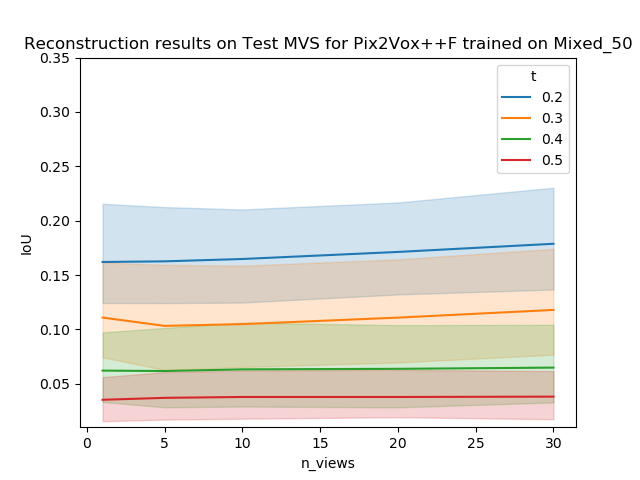 Reconstruction results on Test MVS for Pix2Vox++F trained on Mixed_50
0.35
0.30
0.25
0.20
0.15
0.10
0.05
IoU
t
0.2
0.3
0.4
0.5
0 5 10 15 20 25 30
n_views